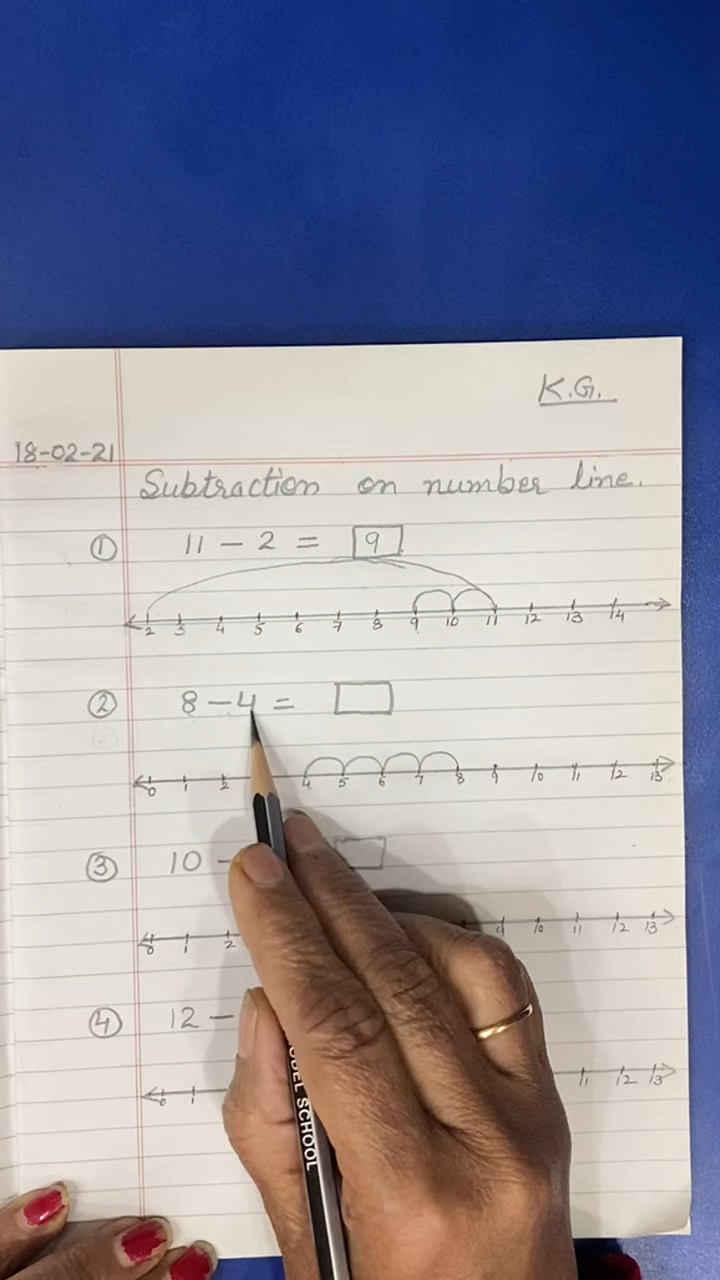 K.G.
18-02-21
Subtraction on number line.
① 11 - 2 = 9
2 3 4 5 6 7 8 9 10 11 12 13 14
② 8 - 4 =
0 1 2 4 5 6 7 8 9 10 11 12 13
③ 10 -
0 1 2 9 10 11 12 13
④ 12 -
0 1 11 12 13
ODEL SCHOOL